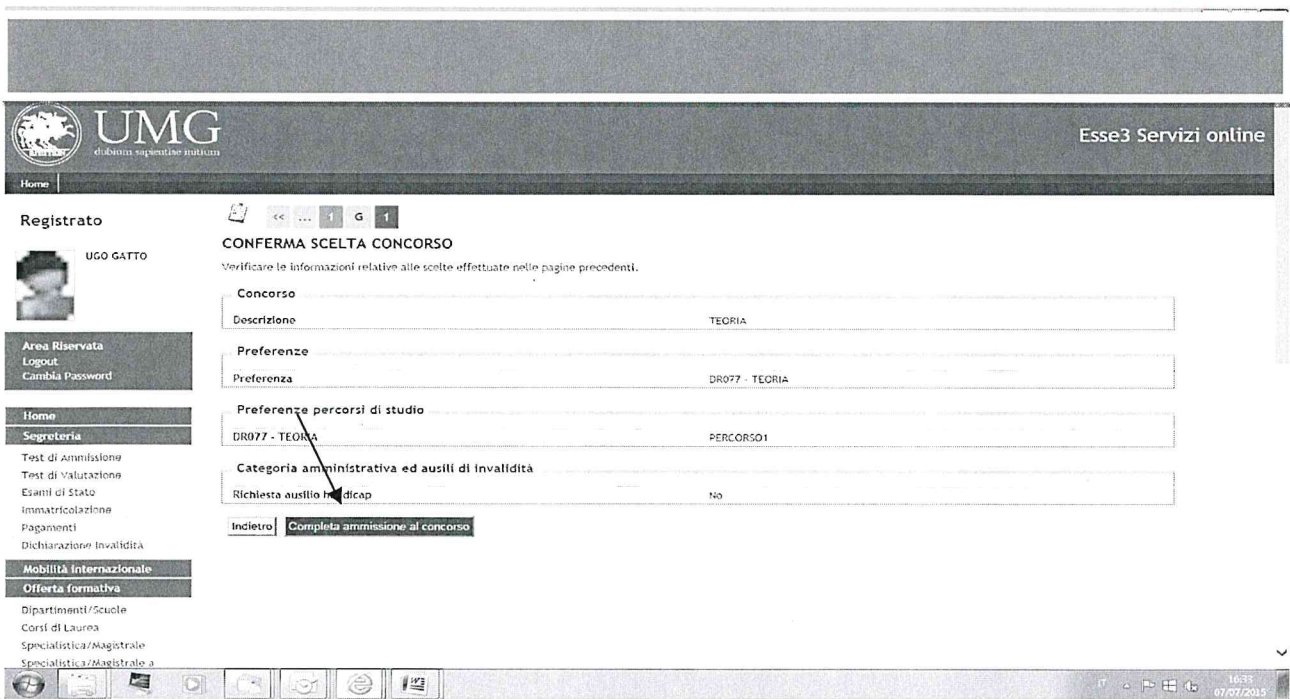 UMG
dubiom sapientiae initium
Esse3 Servizi online
Home
Registrato
UGO GATTO
Area Riservata
Logout
Cambia Password
Home
Segreteria
Test di Ammissione
Test di Valutazione
Esami di Stato
Immatricolazione
Pagamenti
Dichiarazione Invalidità
Mobilità internazionale
Offerta formativa
Dipartimenti/Scuole
Corsi di Laurea
Specialistica/Magistrale
Specialistica/Magistrale a
<< ... 1 G 1
CONFERMA SCELTA CONCORSO
Verificare le informazioni relative alle scelte effettuate nelle pagine precedenti.
Concorso
Descrizione TEORIA
Preferenze
Preferenza DR077 - TEORIA
Preferenze percorsi di studio
DR077 - TEORIA PERCORSO1
Categoria amministrativa ed ausili di invalidità
Richiesta ausilio handicap No
Indietro Completa ammissione al concorso
IT
16:33
07/07/2015